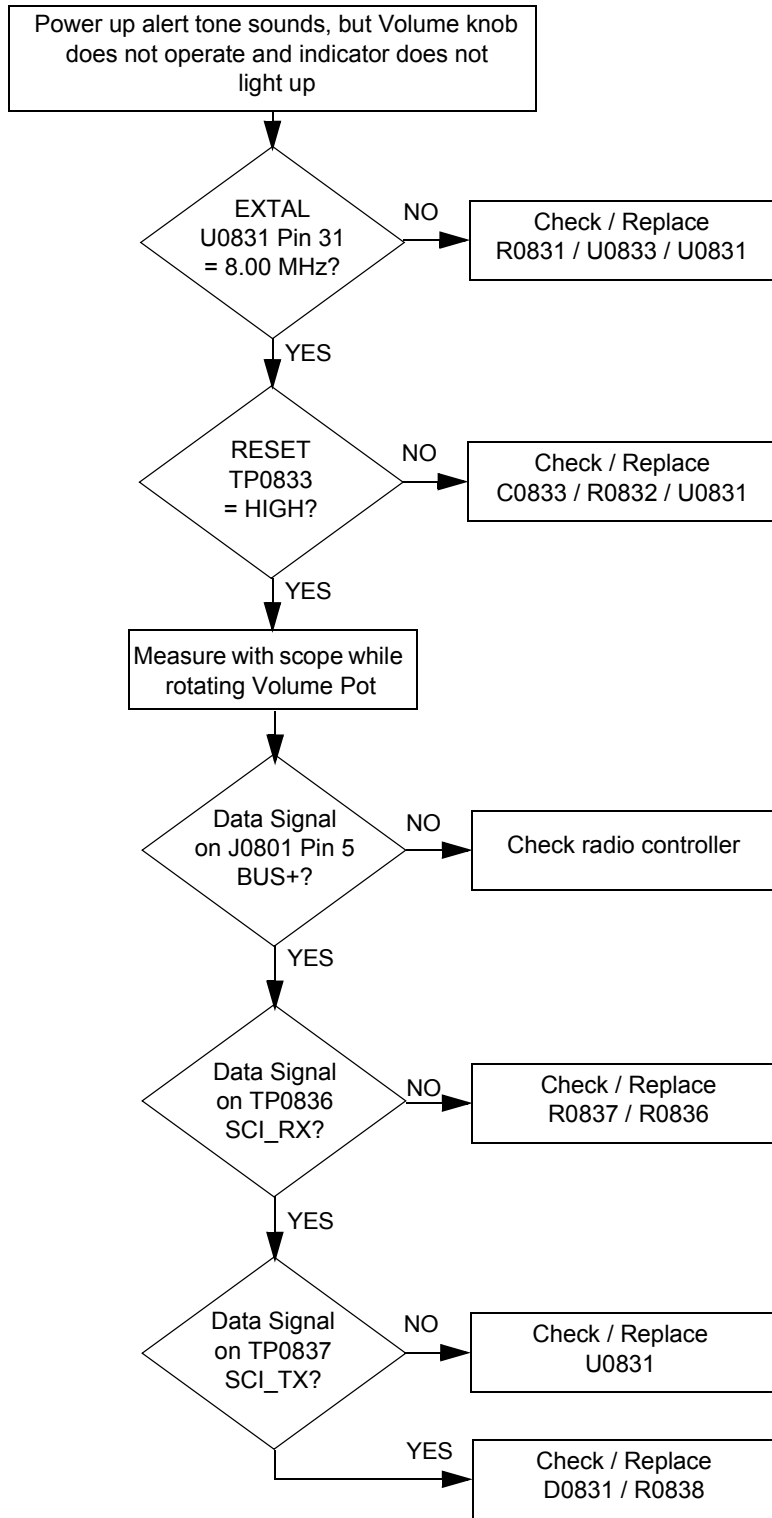 Power up alert tone sounds, but Volume knob
does not operate and indicator does not
light up
EXTAL
U0831 Pin 31
= 8.00 MHz?
NO
Check / Replace
R0831 / U0833 / U0831
YES
RESET
TP0833
= HIGH?
NO
Check / Replace
C0833 / R0832 / U0831
YES
Measure with scope while
rotating Volume Pot
Data Signal
on J0801 Pin 5
BUS+?
NO
Check radio controller
YES
Data Signal
on TP0836
SCI_RX?
NO
Check / Replace
R0837 / R0836
YES
Data Signal
on TP0837
SCI_TX?
NO
Check / Replace
U0831
YES
Check / Replace
D0831 / R0838